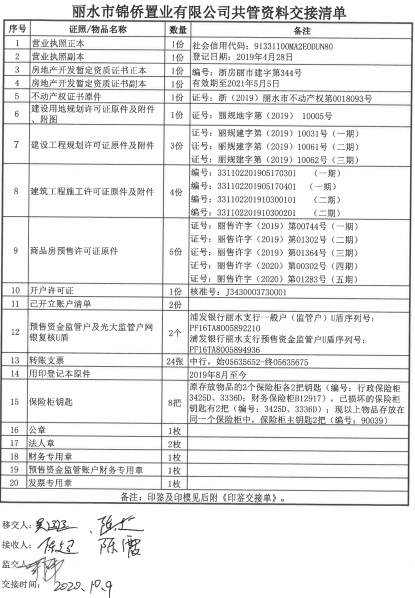 丽水市锦侨置业有限公司共管资料交接清单
序号 证照/物品名称 数量 备注
1 营业执照正本 1份 社会信用代码：91331100MA2E0DUN80
2 营业执照副本 1份 登记日期：2019年4月28日
3 房地产开发暂定资质证书正本 1份 编号：浙房丽市建字第344号
4 房地产开发暂定资质证书副本 1份 有效期至2021年5月5日
5 不动产权证书原件 1份 证号：浙（2019）丽水市不动产权第0018093号
6 建设用地规划许可证原件及附件、附图 1份 证号：丽规地字第（2019） 10005号
7 建设工程规划许可证原件及附件 3份 证号：丽规建字第（2019）10031号（一期）
证号：丽规建字第（2019）10061号（二期）
证号：丽规建字第（2019）10062号（三期）
8 建筑工程施工许可证原件及附件 4份 编号：331102201905170301 （一期）
编号：331102201905170401 （一期）
编号：331102201910300101 （二期）
编号：331102201910300201 （二期）
9 商品房预售许可证原件 5份 证号：丽售许字（2019）第00744号（一期）
证号：丽售许字（2019）第01302号（二期）
证号：丽售许字（2019）第01364号（三期）
证号：丽售许字（2020）第00302号（四期）
证号：丽售许字（2020）第01283号（五期）
10 开户许可证 1份 核准号：J3430003730001
11 已开立账户清单 2份
12 预售资金监管户及光大监管户网银复核U盾 2个 浦发银行丽水支行一般户（监管户）U盾序列号：
PF16TA8005892210
浦发银行丽水支行预售资金监管户U盾序列号：
PF16TA8005894936
13 转账支票 24张 中行，始05635652-终05635675
14 用印登记本原件 2019年8月至今
15 保险柜钥匙 8把 原存放物品的2个保险柜各2把钥匙（编号：行政保险柜3425D、3336D；财务保险柜B12917），已损坏的保险柜钥匙有2把（编号：3425D、3336D）；现以上物品存放在同一个保险柜中，保险柜主钥匙2把（编号：90039）
16 公章 1枚
17 法人章 2枚
18 财务专用章 1枚
19 预售资金监管账户财务专用章 1枚
20 发票专用章 1枚
备注：印鉴及印模见后附《印鉴交接单》。
移交人：
接收人： 陈雷
监交人：
交接时间： 2020.10.9